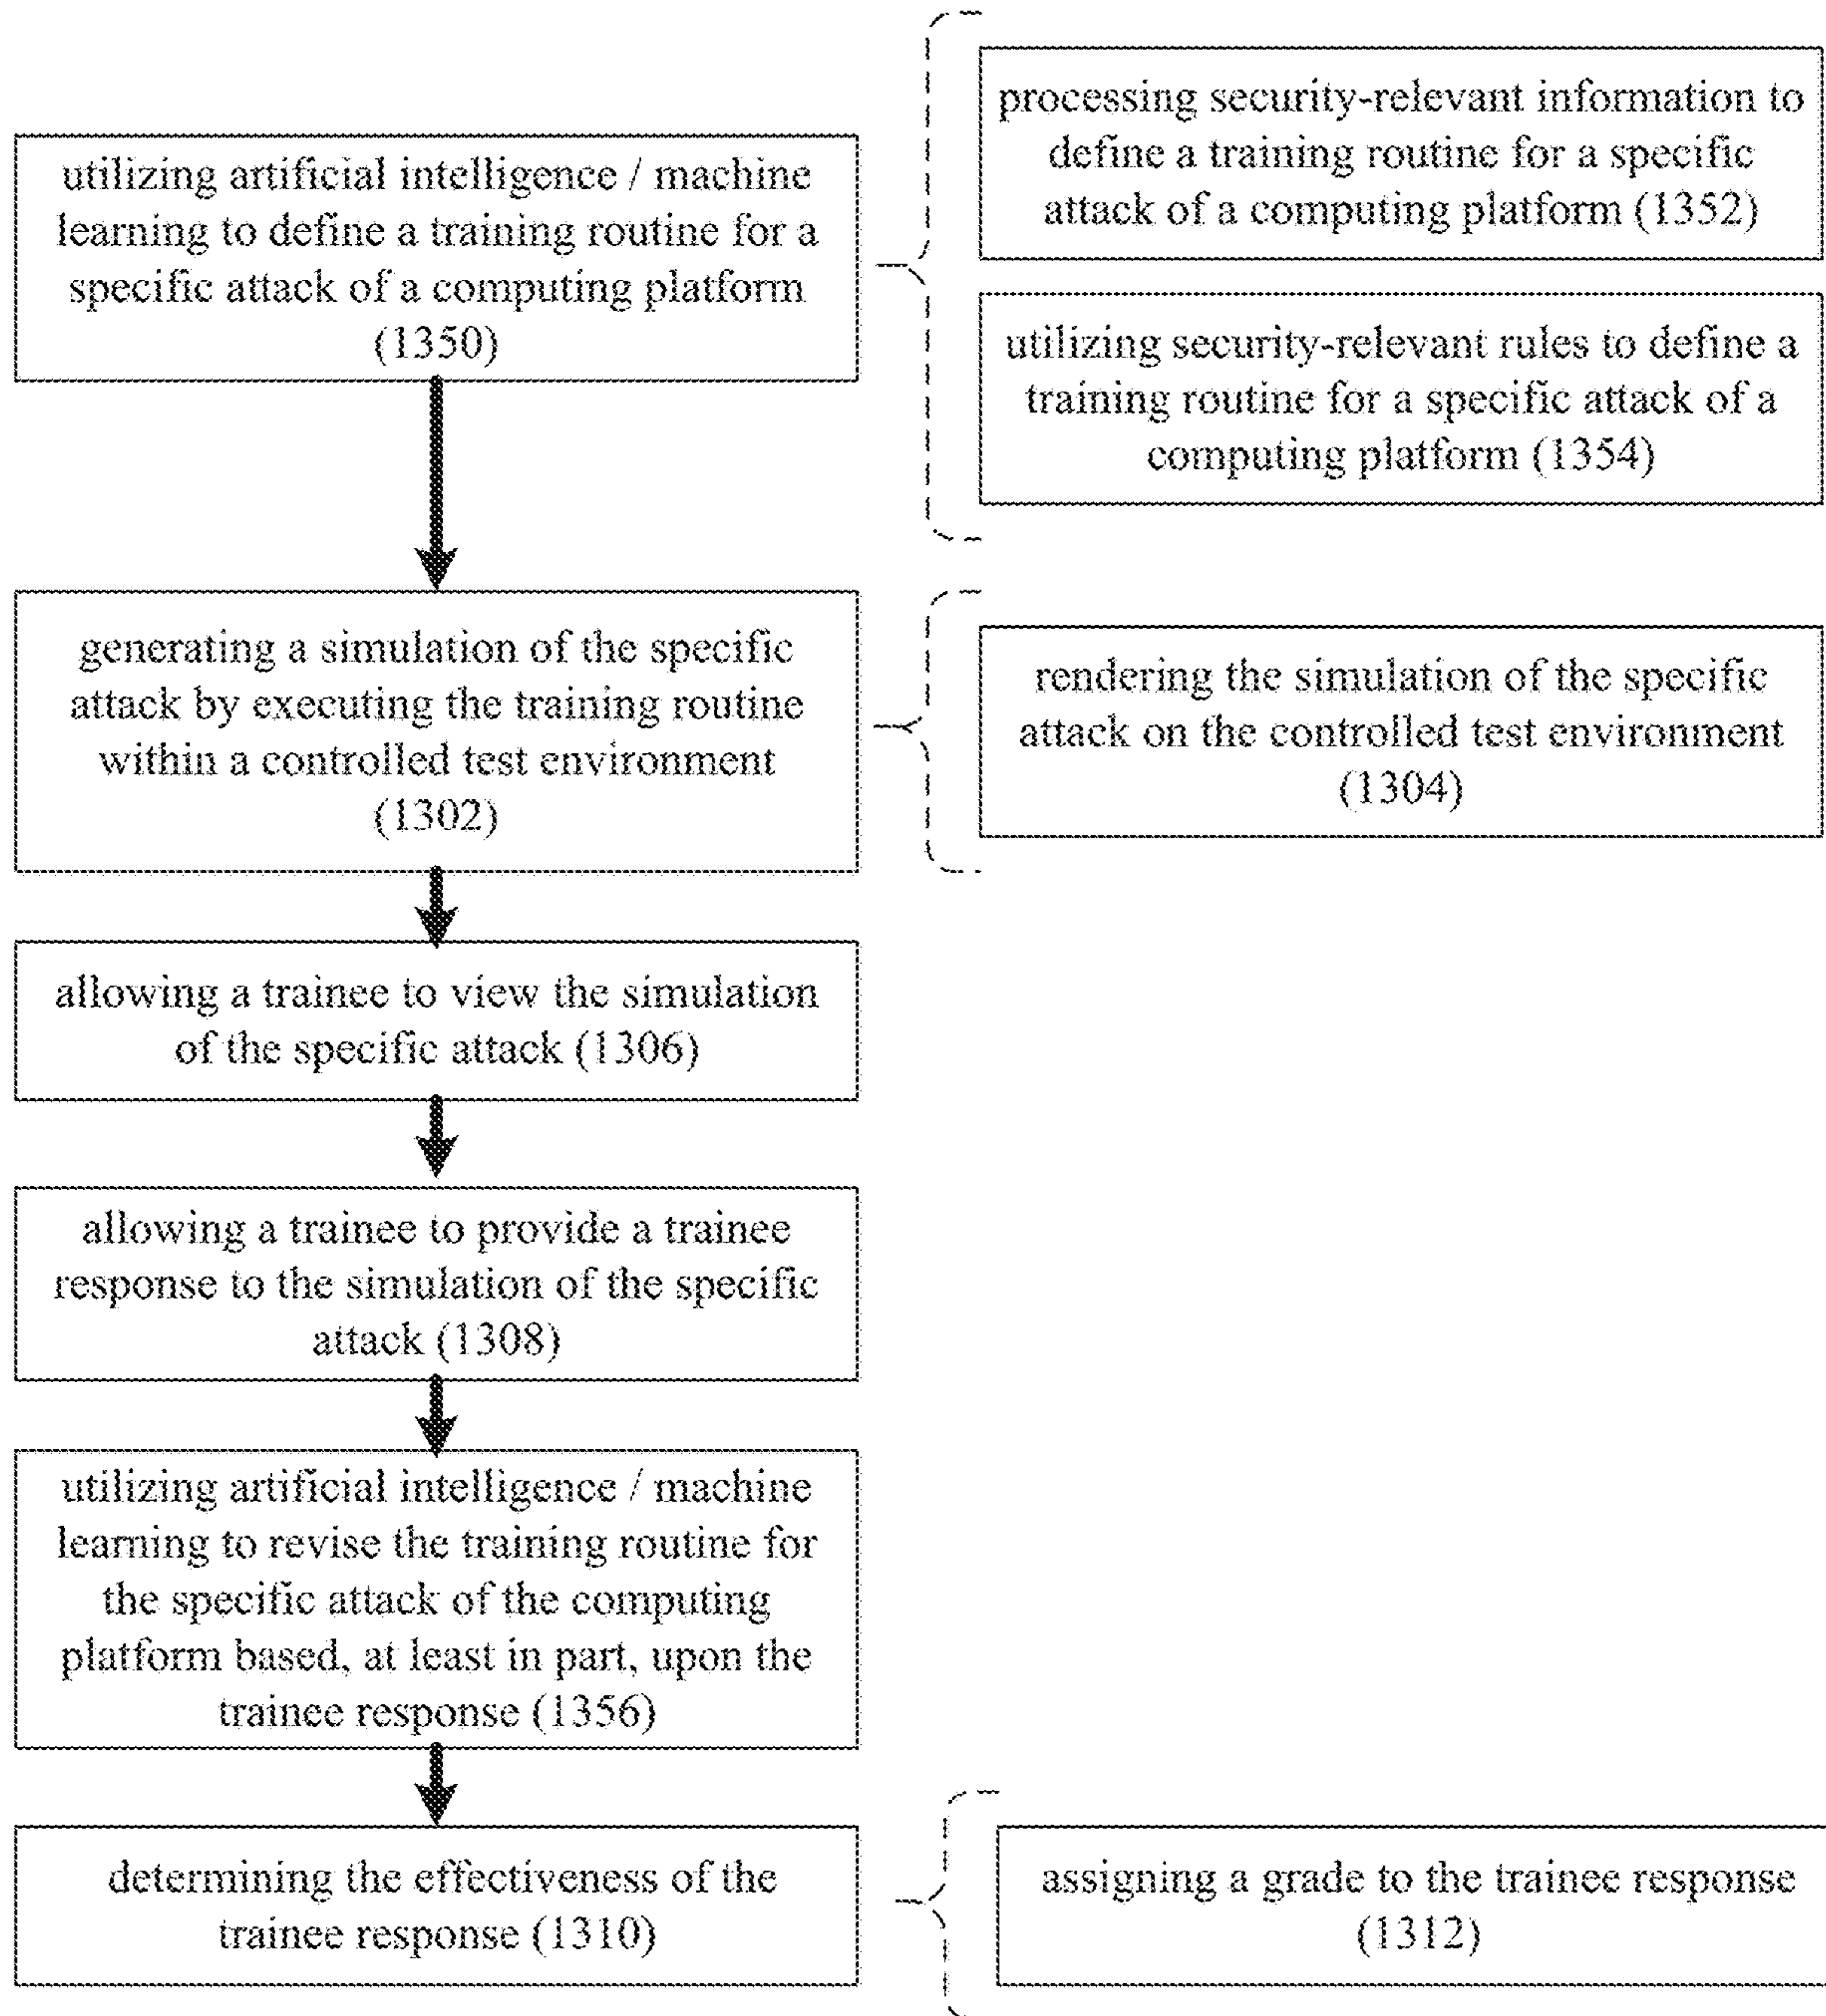 utilizing artificial intelligence / machine
learning to define a training routine for a
specific attack of a computing platform
(1350)
processing security-relevant information to
define a training routine for a specific
attack of a computing platform (1352)
utilizing security-relevant rules to define a
training routine for a specific attack of a
computing platform (1354)
generating a simulation of the specific
attack by executing the training routine
within a controlled test environment
(1302)
rendering the simulation of the specific
attack on the controlled test environment
(1304)
allowing a trainee to view the simulation
of the specific attack (1306)
allowing a trainee to provide a trainee
response to the simulation of the specific
attack (1308)
utilizing artificial intelligence / machine
learning to revise the training routine for
the specific attack of the computing
platform based, at least in part, upon the
trainee response (1356)
determining the effectiveness of the
trainee response (1310)
assigning a grade to the trainee response
(1312)